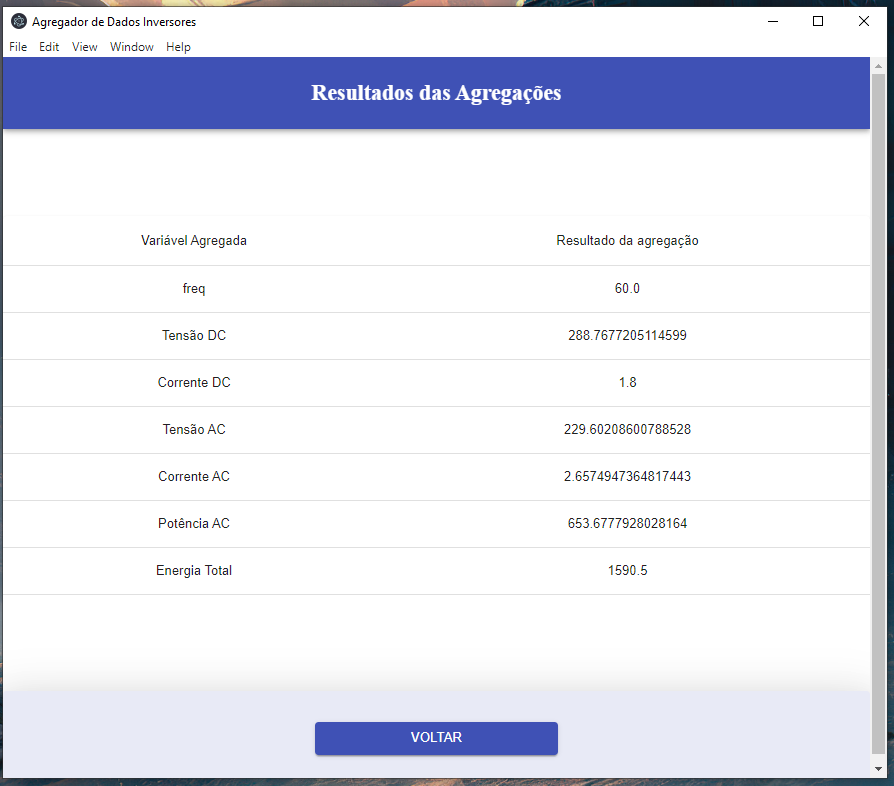 Agregador de Dados Inversores
File Edit View Window Help
Resultados das Agregações
Variável Agregada Resultado da agregação
freq 60.0
Tensão DC 288.7677205114599
Corrente DC 1.8
Tensão AC 229.60208600788528
Corrente AC 2.6574947364817443
Potência AC 653.6777928028164
Energia Total 1590.5
VOLTAR